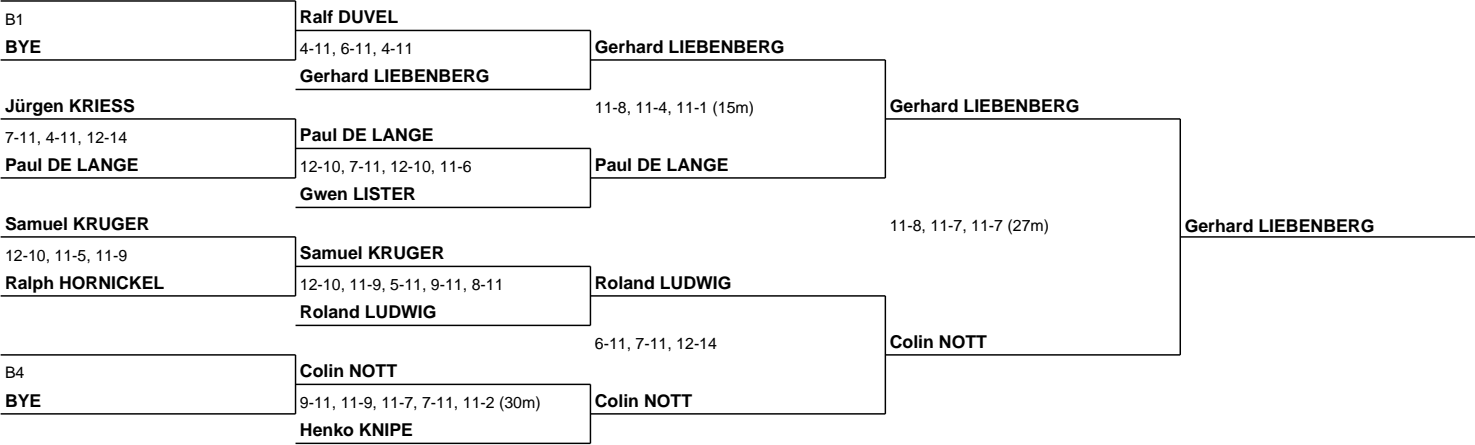 B1
BYE
Jürgen KRIESS
7-11, 4-11, 12-14
Paul DE LANGE
Samuel KRUGER
12-10, 11-5, 11-9
Ralph HORNICKEL
B4
BYE
Ralf DUVEL
4-11, 6-11, 4-11
Gerhard LIEBENBERG
Paul DE LANGE
12-10, 7-11, 12-10, 11-6
Gwen LISTER
Samuel KRUGER
12-10, 11-9, 5-11, 9-11, 8-11
Roland LUDWIG
Colin NOTT
9-11, 11-9, 11-7, 7-11, 11-2 (30m)
Henko KNIPE
Gerhard LIEBENBERG
11-8, 11-4, 11-1 (15m)
Paul DE LANGE
Roland LUDWIG
6-11, 7-11, 12-14
Colin NOTT
Gerhard LIEBENBERG
11-8, 11-7, 11-7 (27m)
Colin NOTT
Gerhard LIEBENBERG